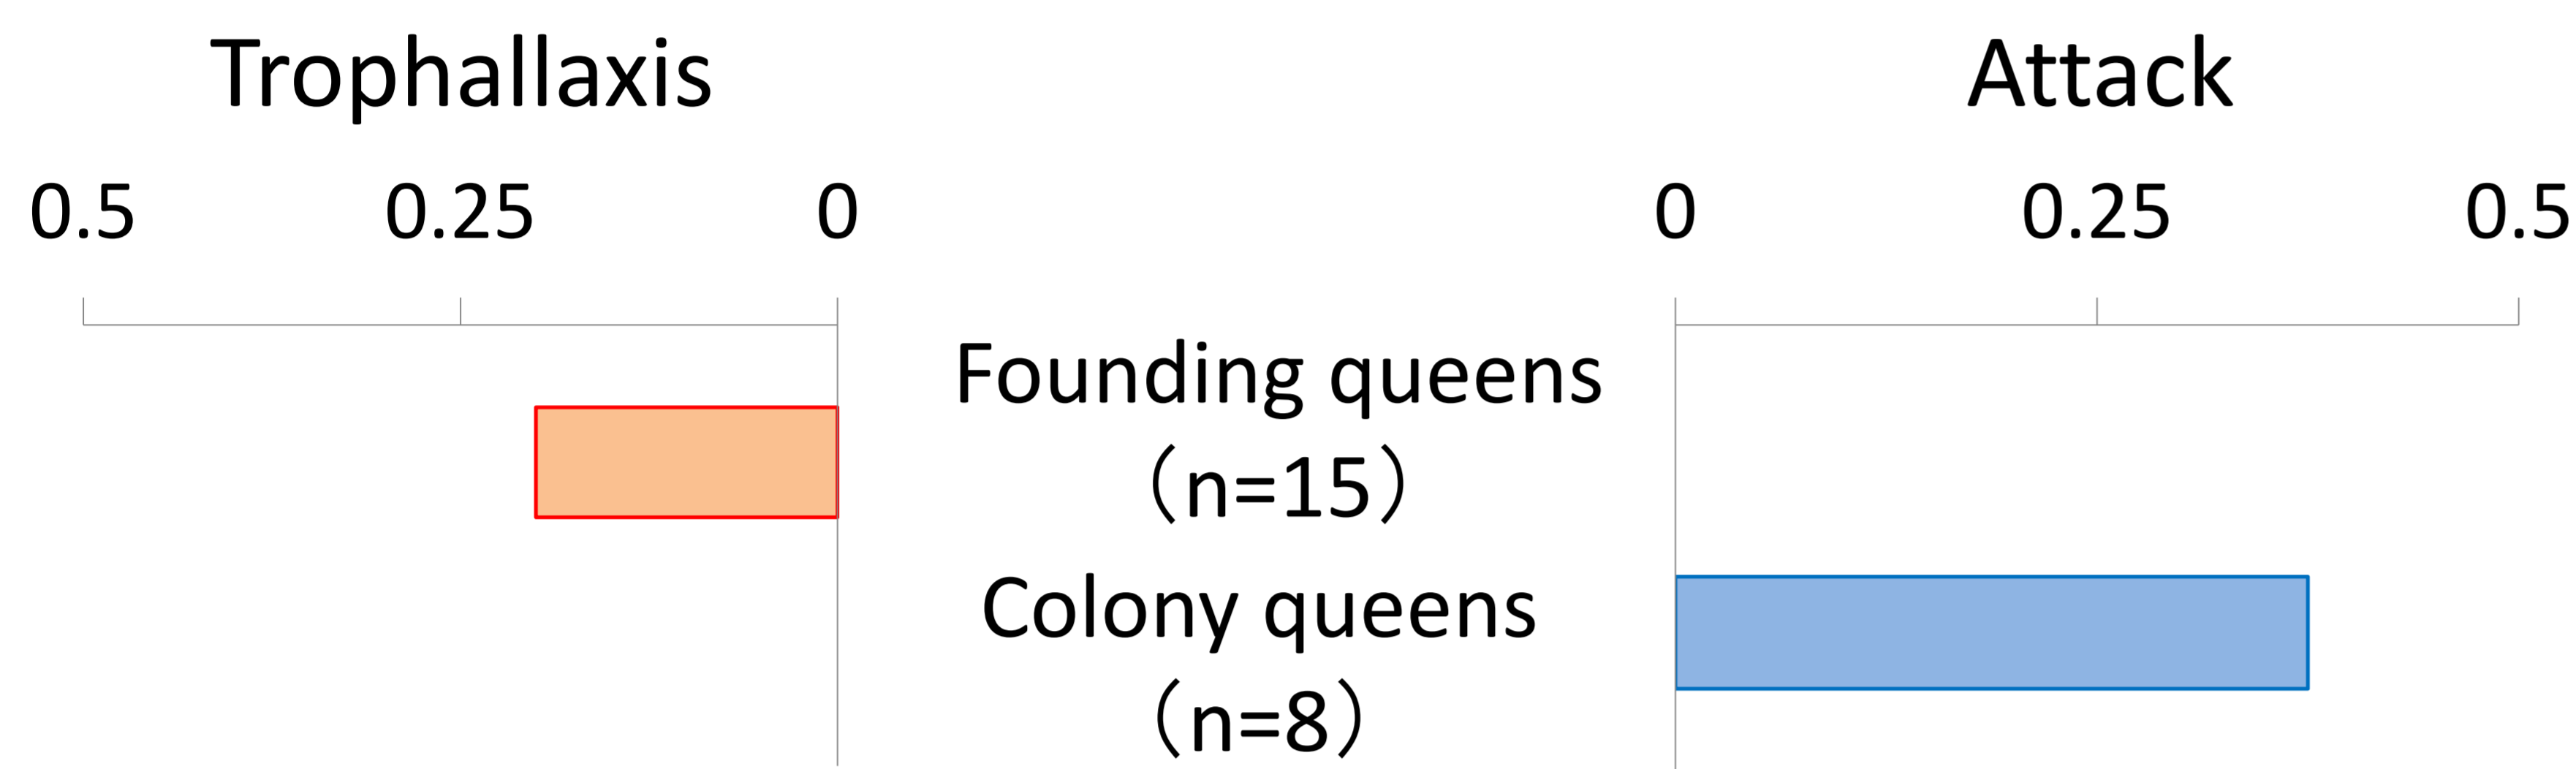 Trophallaxis
Attack
0.5 0.25 0
0 0.25 0.5
Founding queens
（n=15）
Colony queens
（n=8）